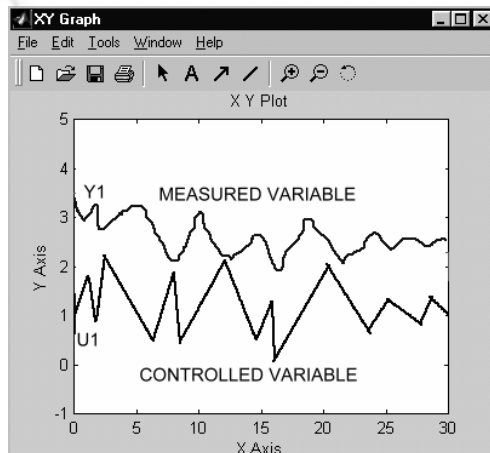 XY Graph
File Edit Tools Window Help
A
X Y Plot
5
4
3
2
1
0
-1
Y Axis
Y1
MEASURED VARIABLE
U1
CONTROLLED VARIABLE
0 5 10 15 20 25 30
X Axis